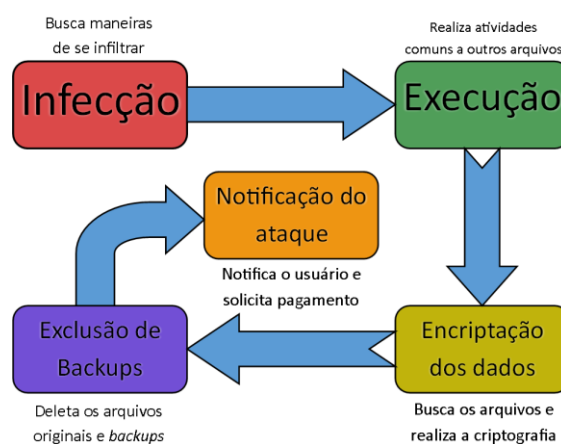 Busca maneiras
de se infiltrar
Infecção
Realiza atividades
comuns a outros arquivos
Execução
Notificação do
ataque
Notifica o usuário e
solicita pagamento
Exclusão de
Backups
Deleta os arquivos
originais e backups
Encriptação
dos dados
Busca os arquivos e
realiza a criptografia